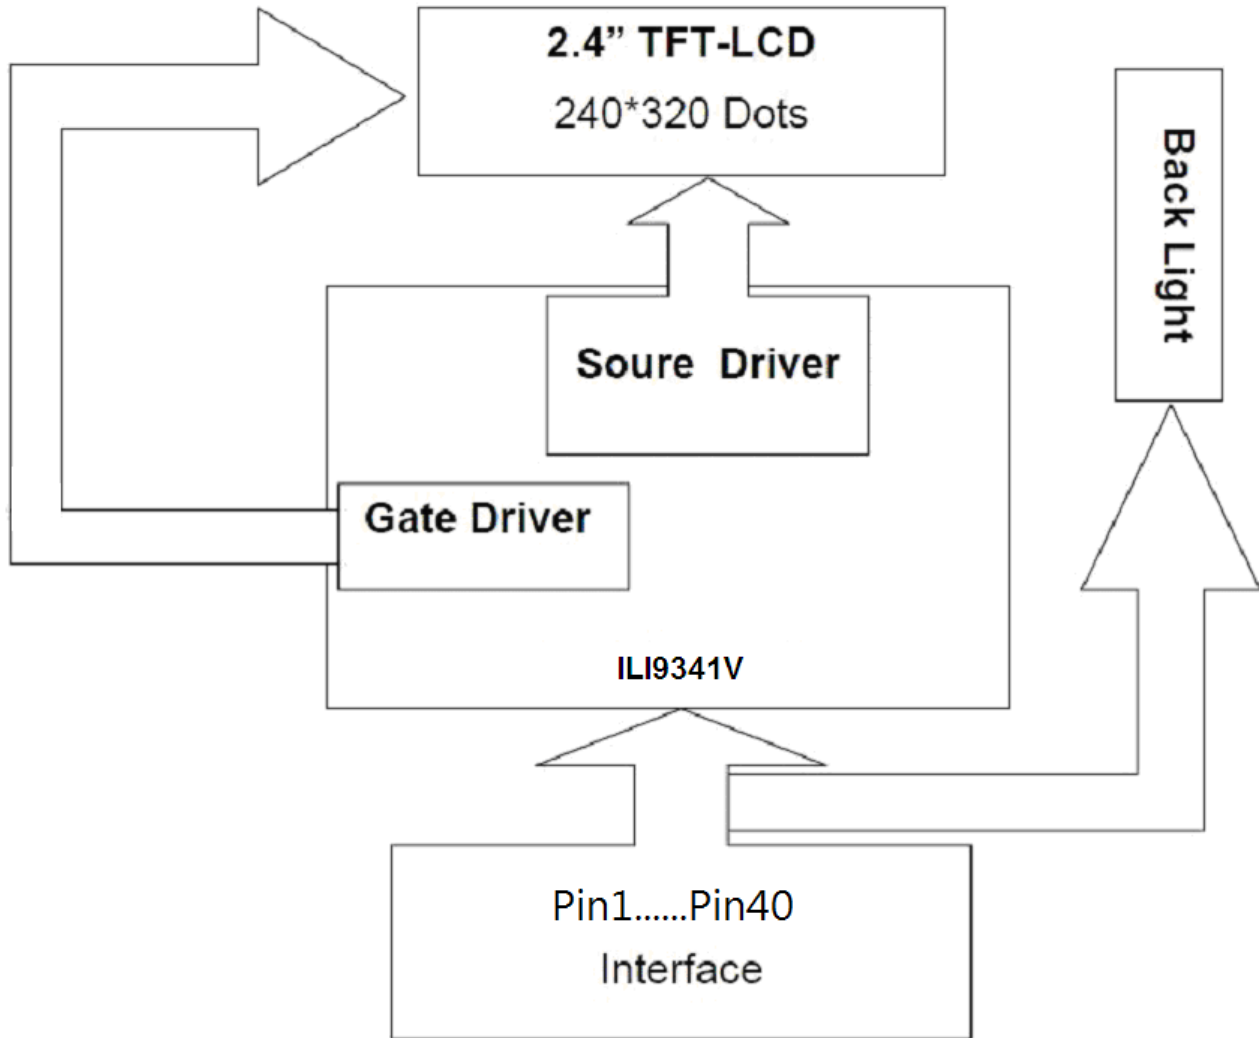 2.4” TFT-LCD
240*320 Dots
Back Light
Soure Driver
Gate Driver
ILI9341V
Pin1......Pin40
Interface